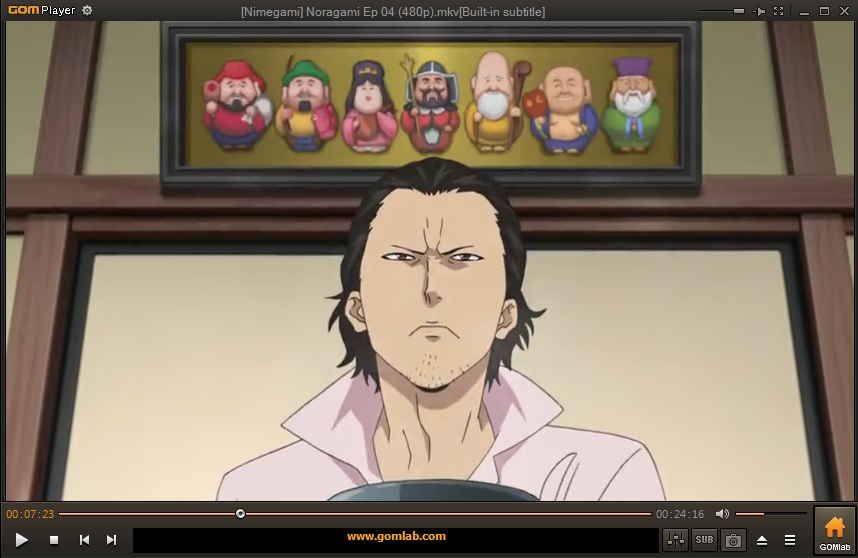 GOM Player
[Nimegami] Noragami Ep 04 (480p).mkv[Built-in subtitle]
00:07:23
00:24:16
www.gomlab.com
SUB
GOMlab